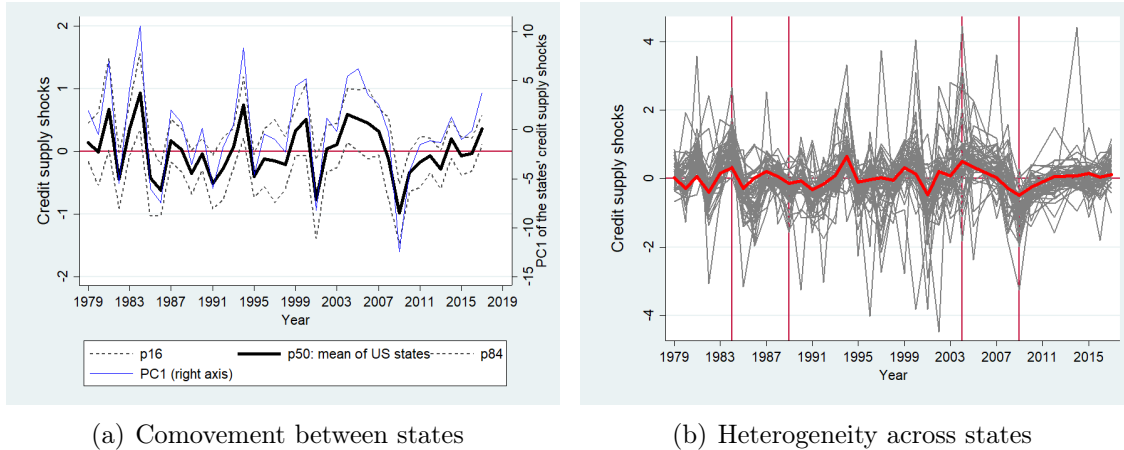 Credit supply shocks
2
1
0
-1
-2
10
5
0
-5
-10
-15
PC1 of the states' credit supply shocks
1979 1983 1987 1991 1995 1999 2003 2007 2011 2015 2019
Year
p16 p50: mean of US states p84
PC1 (right axis)
(a) Comovement between states
Credit supply shocks
4
2
0
-2
-4
1979 1983 1987 1991 1995 1999 2003 2007 2011 2015
Year
(b) Heterogeneity across states